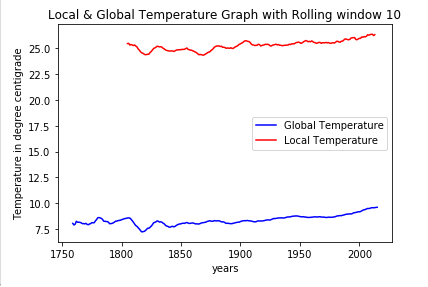 Local & Global Temperature Graph with Rolling window 10
Temperature in degree centigrade
25.0
22.5
20.0
17.5
15.0
12.5
10.0
7.5
Global Temperature
Local Temperature
1750 1800 1850 1900 1950 2000
years